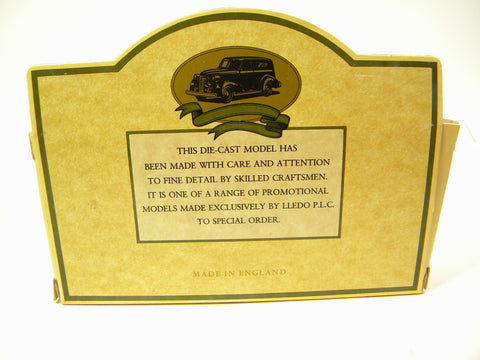 THIS DIE-CAST MODEL HAS
BEEN MADE WITH CARE AND ATTENTION
TO FINE DETAIL BY SKILLED CRAFTSMEN.
IT IS ONE OF A RANGE OF PROMOTIONAL
MODELS MADE EXCLUSIVELY BY LLEDO P.L.C.
TO SPECIAL ORDER.
MADE IN ENGLAND